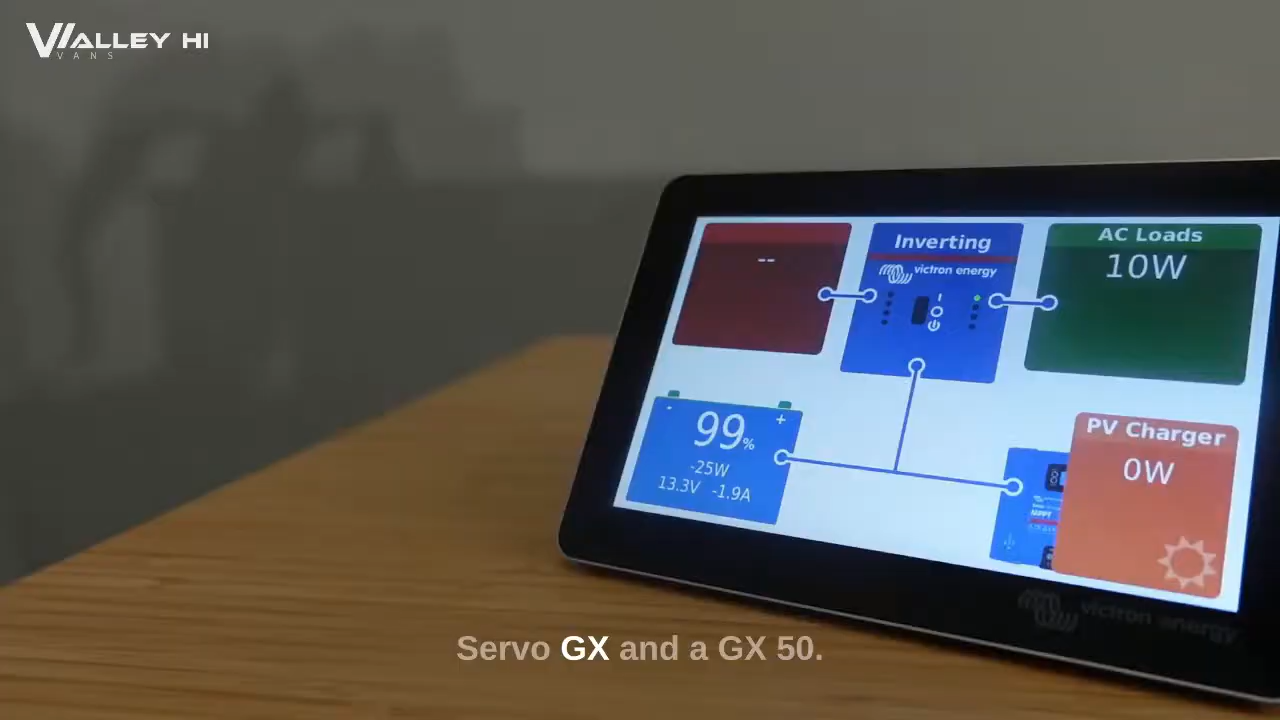 VALLEY HI
VANS
--
Inverting
victron energy
AC Loads
10W
- +
99%
-25W
13.3V -1.9A
PV Charger
0W
MPPT
victron energy
Servo GX and a GX 50.